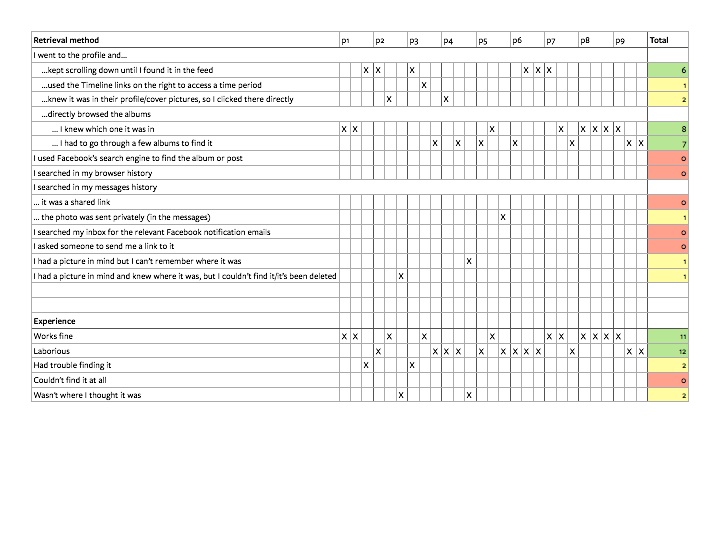 Retrieval method p1 p2 p3 p4 p5 p6 p7 p8 p9 Total
I went to the profile and...
...kept scrolling down until I found it in the feed X X X X X X 6
...used the Timeline links on the right to access a time period X 1
...knew it was in their profile/cover pictures, so I clicked there directly X X 2
...directly browsed the albums
... I knew which one it was in X X X X X X X X 8
... I had to go through a few albums to find it X X X X X X X 7
I used Facebook's search engine to find the album or post 0
I searched in my browser history 0
I searched in my messages history
... it was a shared link 0
... the photo was sent privately (in the messages) X 1
I searched my inbox for the relevant Facebook notification emails 0
I asked someone to send me a link to it 0
I had a picture in mind but I can't remember where it was X 1
I had a picture in mind and knew where it was, but I couldn't find it/it's been deleted X 1
Experience
Works fine X X X X X X X X X X X 11
Laborious X X X X X X X X X X X X 12
Had trouble finding it X X 2
Couldn't find it at all 0
Wasn't where I thought it was X X 2